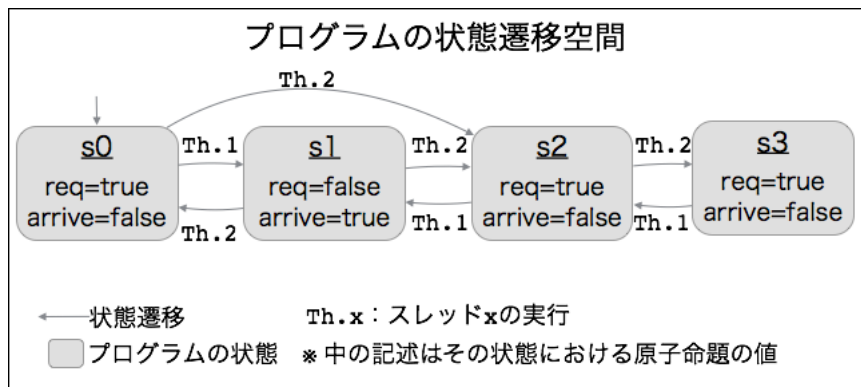 プログラムの状態遷移空間
Th.2
s0
req=true
arrive=false
Th.1
Th.2
s1
req=false
arrive=true
Th.2
Th.1
s2
req=true
arrive=false
Th.2
Th.1
s3
req=true
arrive=false
状態遷移
Th.x：スレッドxの実行
プログラムの状態 ※ 中の記述はその状態における原子命題の値